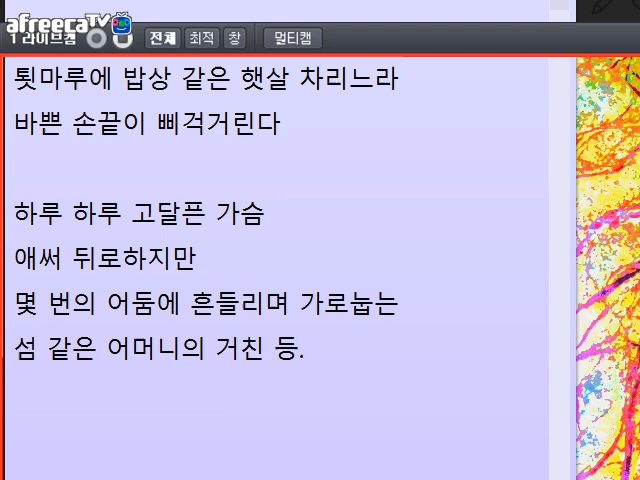 afreecaTV
1 라이브캠 전체 최적 창 멀티캠
툇마루에 밥상 같은 햇살 차리느라
바쁜 손끝이 삐걱거린다
하루 하루 고달픈 가슴
애써 뒤로하지만
몇 번의 어둠에 흔들리며 가로눕는
섬 같은 어머니의 거친 등.